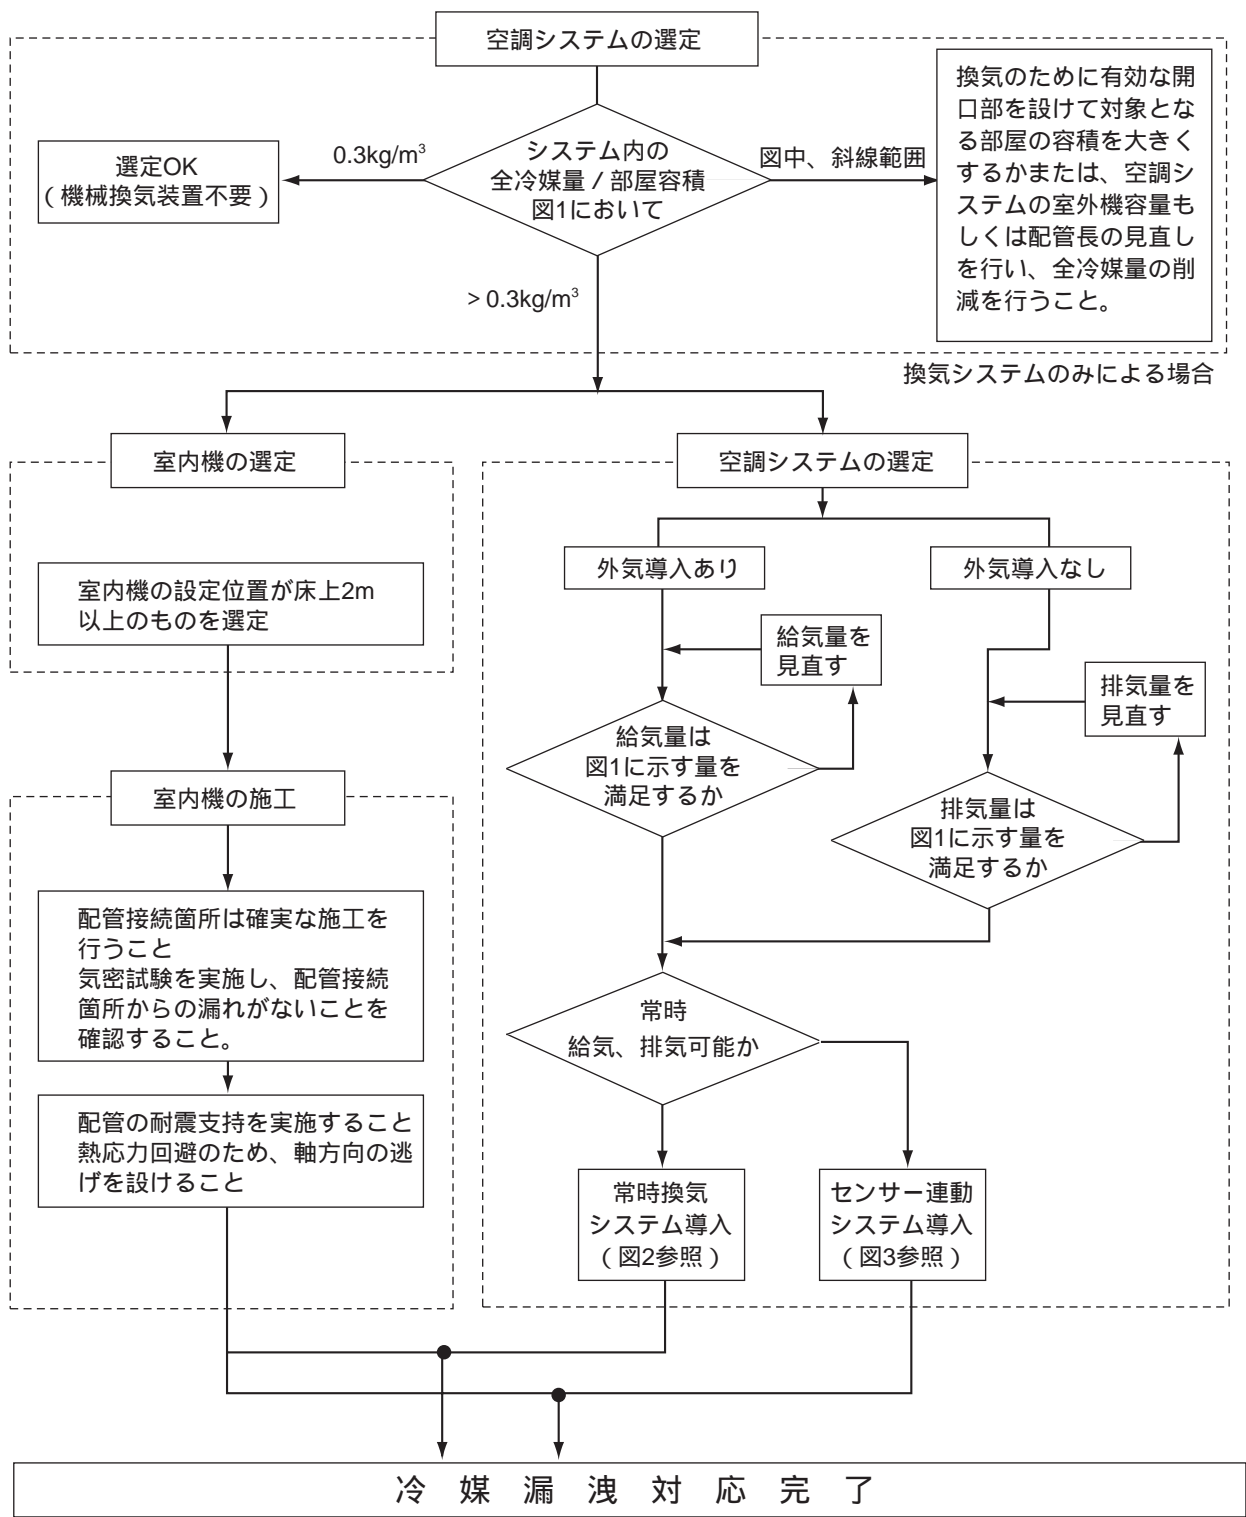 空調システムの選定
システム内の
全冷媒量 / 部屋容積
図1において
0.3kg/m³
選定OK
( 機械換気装置不要 )
図中、斜線範囲
換気のために有効な開
口部を設けて対象とな
る部屋の容積を大きく
するかまたは、空調シ
ステムの室外機容量も
しくは配管長の見直し
を行い、全冷媒量の削
減を行うこと。
> 0.3kg/m³
換気システムのみによる場合
室内機の選定
室内機の設定位置が床上2m
以上のものを選定
室内機の施工
配管接続箇所は確実な施工を
行うこと
気密試験を実施し、配管接続
箇所からの漏れがないことを
確認すること。
配管の耐震支持を実施すること
熱応力回避のため、軸方向の逃
げを設けること
空調システムの選定
外気導入あり
外気導入なし
給気量を
見直す
排気量を
見直す
給気量は
図1に示す量を
満足するか
排気量は
図1に示す量を
満足するか
常時
給気、排気可能か
常時換気
システム導入
( 図2参照 )
センサー連動
システム導入
( 図3参照 )
冷媒漏洩対応完了